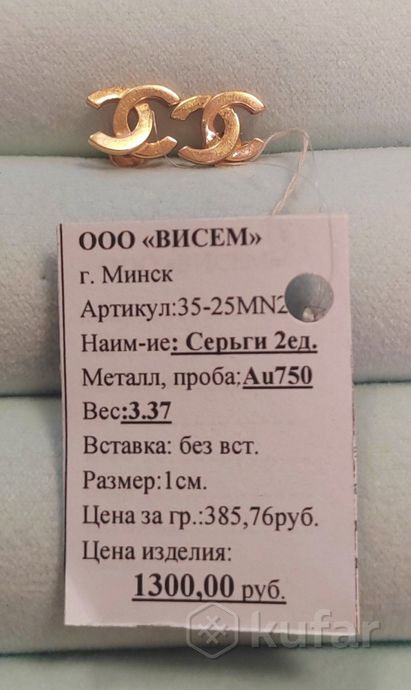 ООО «ВИСЕМ»
г. Минск
Артикул:35-25MN2
Наим-ие: Серьги 2ед.
Металл, проба:Au750
Вес:3.37
Вставка: без вст.
Размер:1см.
Цена за гр.:385,76руб.
Цена изделия:
1300,00 руб.
kufar